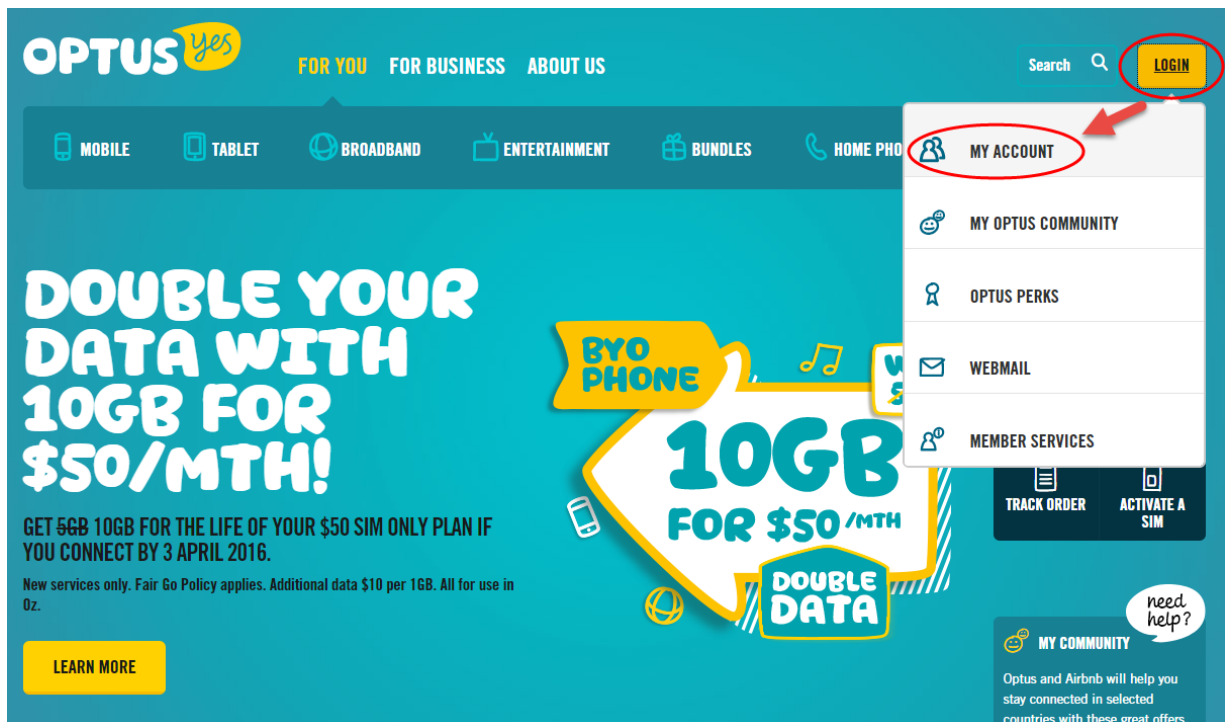 OPTUS yes
FOR YOU FOR BUSINESS ABOUT US
Search LOGIN
MOBILE TABLET BROADBAND ENTERTAINMENT BUNDLES HOME PHO
MY ACCOUNT
MY OPTUS COMMUNITY
OPTUS PERKS
WEBMAIL
MEMBER SERVICES
DOUBLE YOUR
DATA WITH
10GB FOR
$50/MTH!
GET 5GB 10GB FOR THE LIFE OF YOUR $50 SIM ONLY PLAN IF
YOU CONNECT BY 3 APRIL 2016.
New services only. Fair Go Policy applies. Additional data $10 per 1GB. All for use in
Oz.
LEARN MORE
BYO
PHONE
10GB
FOR $50/MTH
DOUBLE
DATA
TRACK ORDER
ACTIVATE A
SIM
need
help?
MY COMMUNITY
Optus and Airbnb will help you
stay connected in selected
countries with these great offers